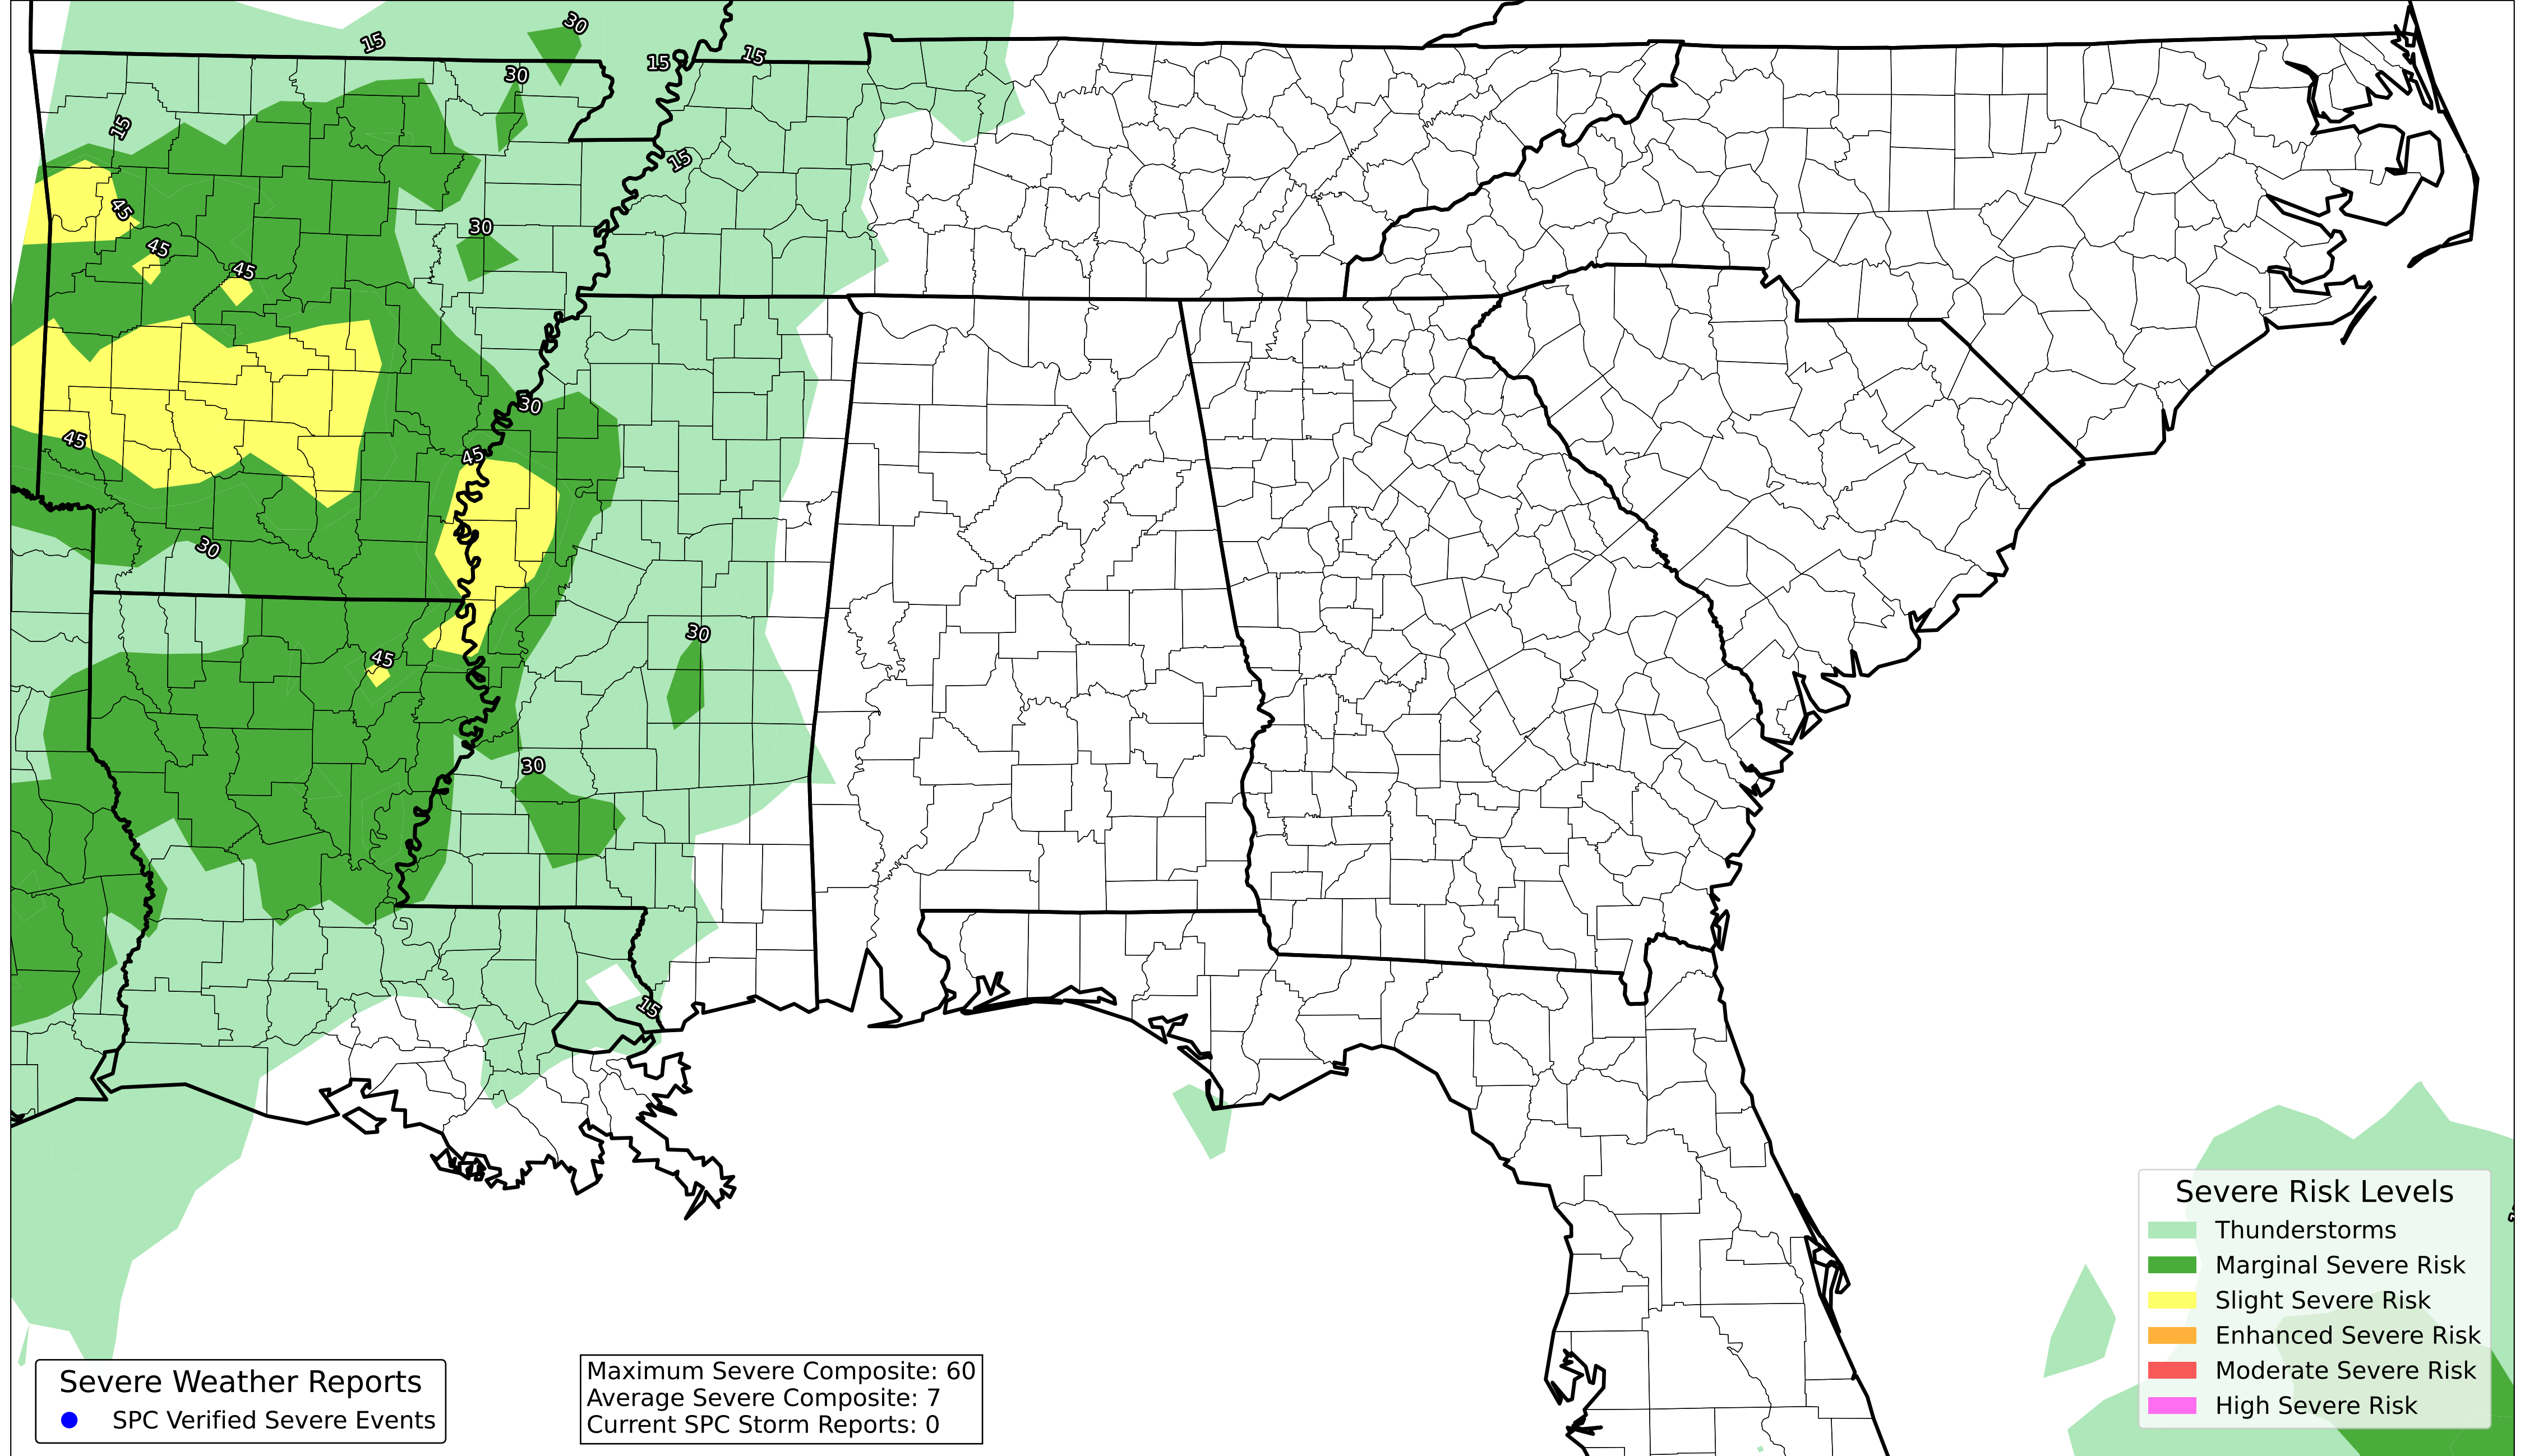 30
15
15
15
30
15
15
45
30
45
45
30
45
45
30
30
45
30
15
Severe Risk Levels
Thunderstorms
Marginal Severe Risk
Slight Severe Risk
Enhanced Severe Risk
Moderate Severe Risk
High Severe Risk
Severe Weather Reports
SPC Verified Severe Events
Maximum Severe Composite: 60
Average Severe Composite: 7
Current SPC Storm Reports: 0